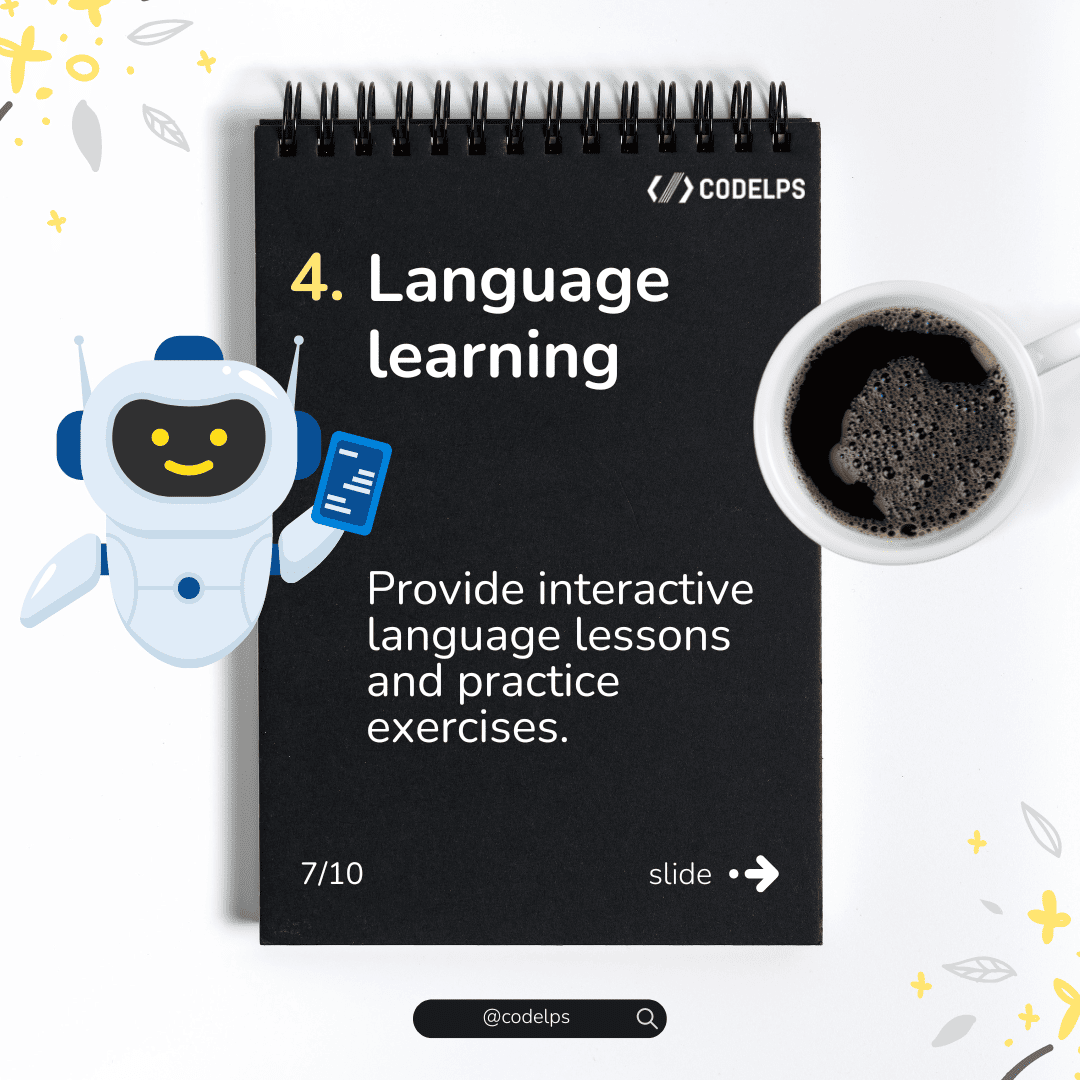 CODELPS
4. Language
learning
Provide interactive
language lessons
and practice
exercises.
7/10
slide
@codelps